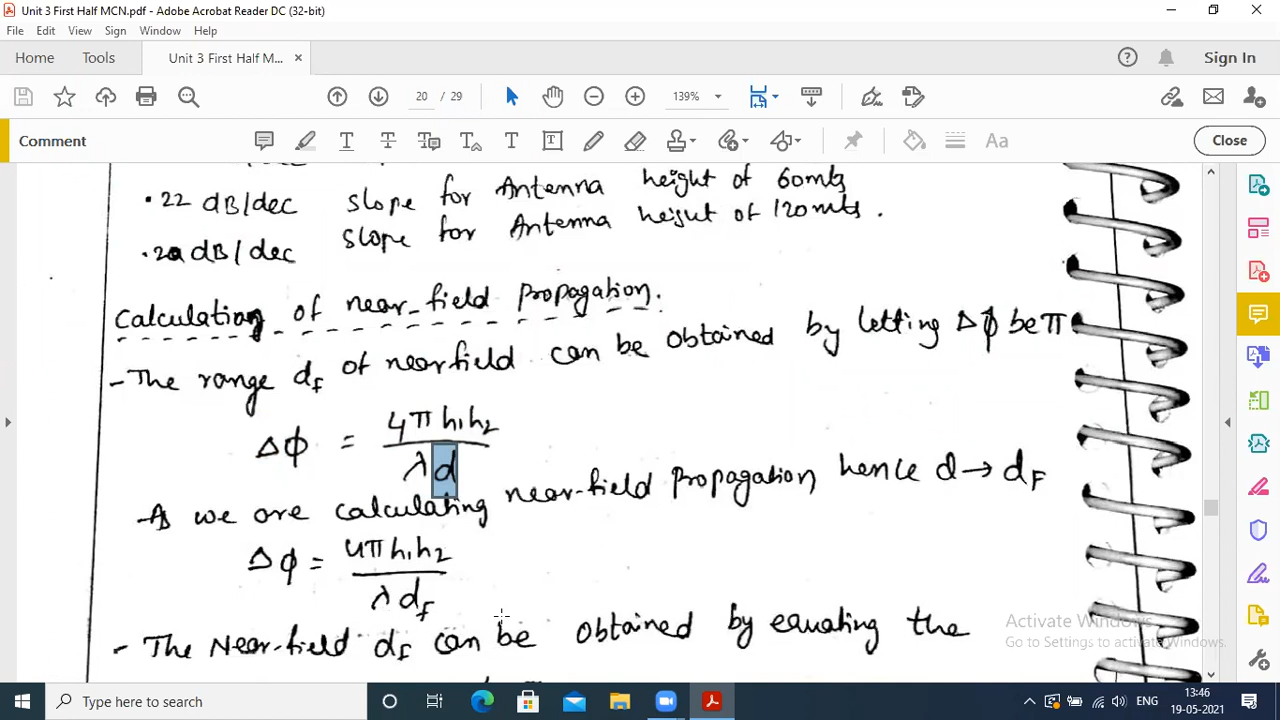 Unit 3 First Half MCN.pdf - Adobe Acrobat Reader DC (32-bit)
File Edit View Sign Window Help
Home Tools Unit 3 First Half M... × Sign In
20 / 29 139%
Comment Close
.22 dB/dec slope for Antenna height of 60mts
.20 dB/dec slope for Antenna height of 120mts.
Calculation of near-field propagation.
- The range df of nearfield can be obtained by letting Δϕ be π.
Δϕ = 4πh₁h₂
λd
- As we are calculating near-field propagation hence d → dF
Δϕ = 4πh₁h₂
λdf
- The Near-field df can be obtained by equating the
Activate Windows
Go to Settings to activate Windows.
Type here to search
ENG
13:46
19-05-2021